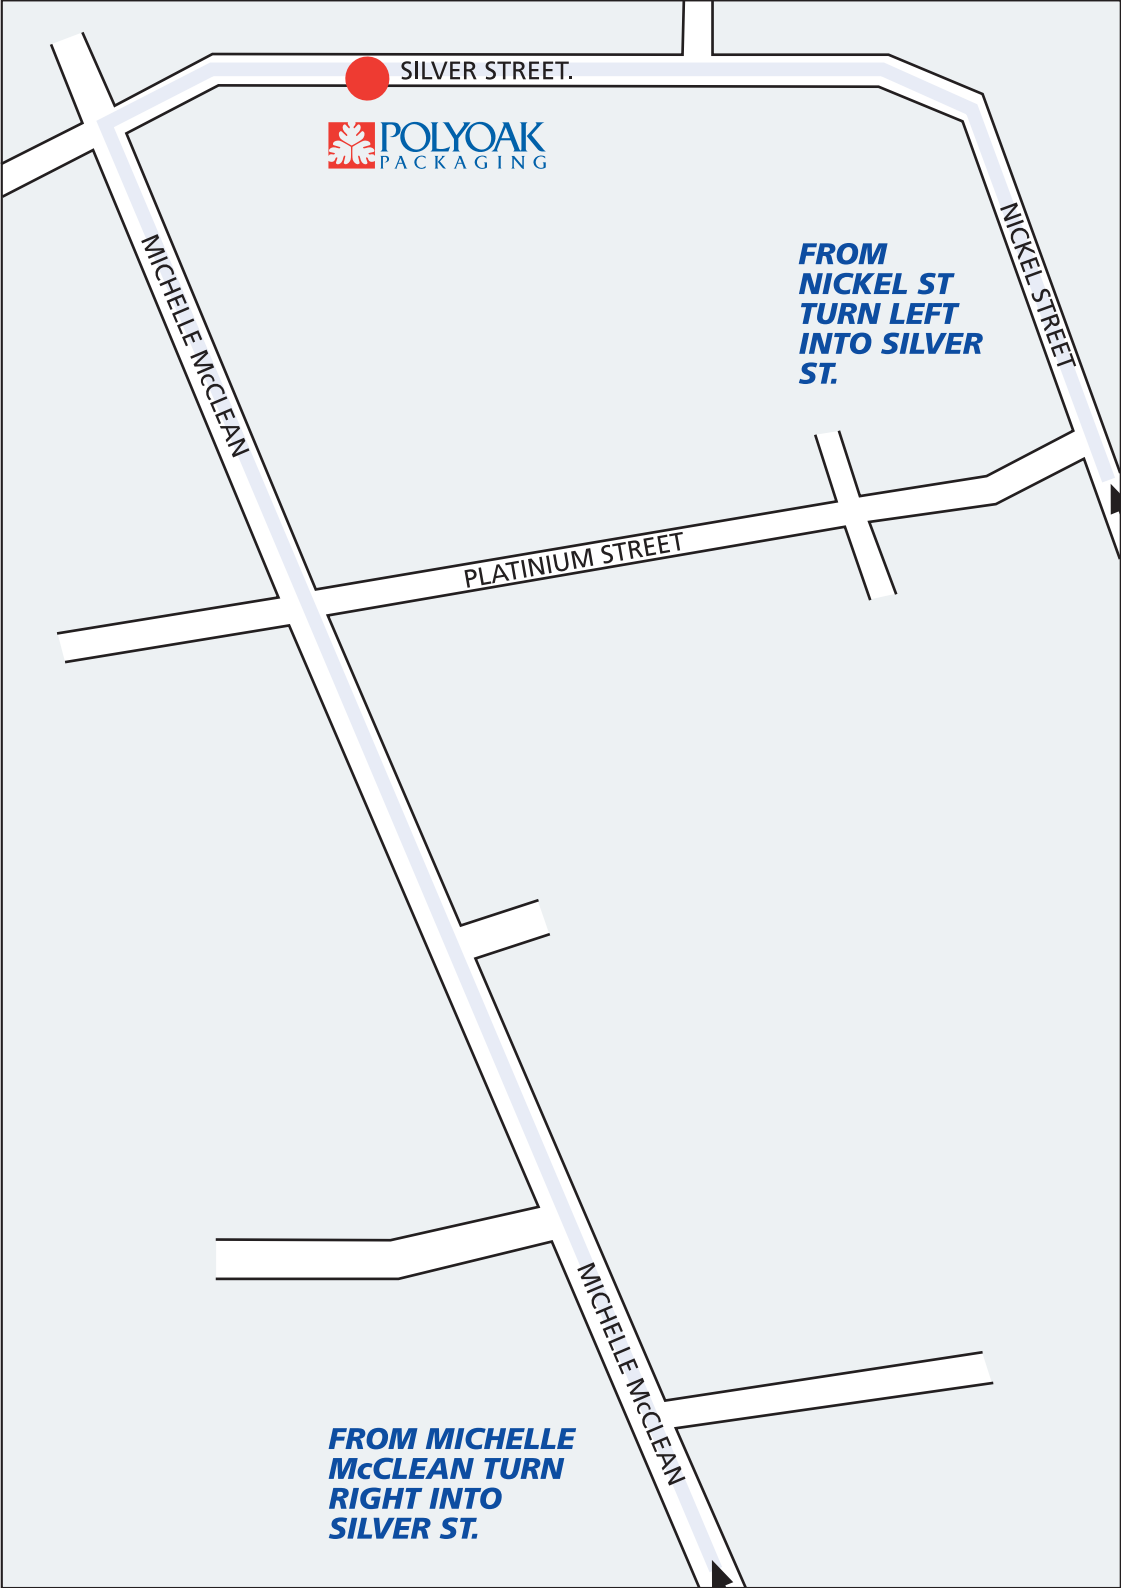 SILVER STREET.
POLYOAK
PACKAGING
NICKEL STREET
MICHELLE McCLEAN
FROM
NICKEL ST
TURN LEFT
INTO SILVER
ST.
PLATINIUM STREET
MICHELLE McCLEAN
FROM MICHELLE
McCLEAN TURN
RIGHT INTO
SILVER ST.